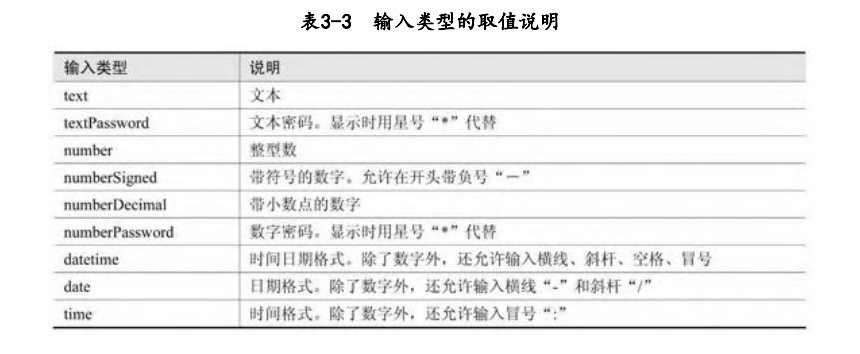 表3-3 输入类型的取值说明
输入类型 说明
text 文本
textPassword 文本密码。显示时用星号“*”代替
number 整型数
numberSigned 带符号的数字。允许在开头带负号“－”
numberDecimal 带小数点的数字
numberPassword 数字密码。显示时用星号“*”代替
datetime 时间日期格式。除了数字外，还允许输入横线、斜杆、空格、冒号
date 日期格式。除了数字外，还允许输入横线“-”和斜杆“/”
time 时间格式。除了数字外，还允许输入冒号“:”